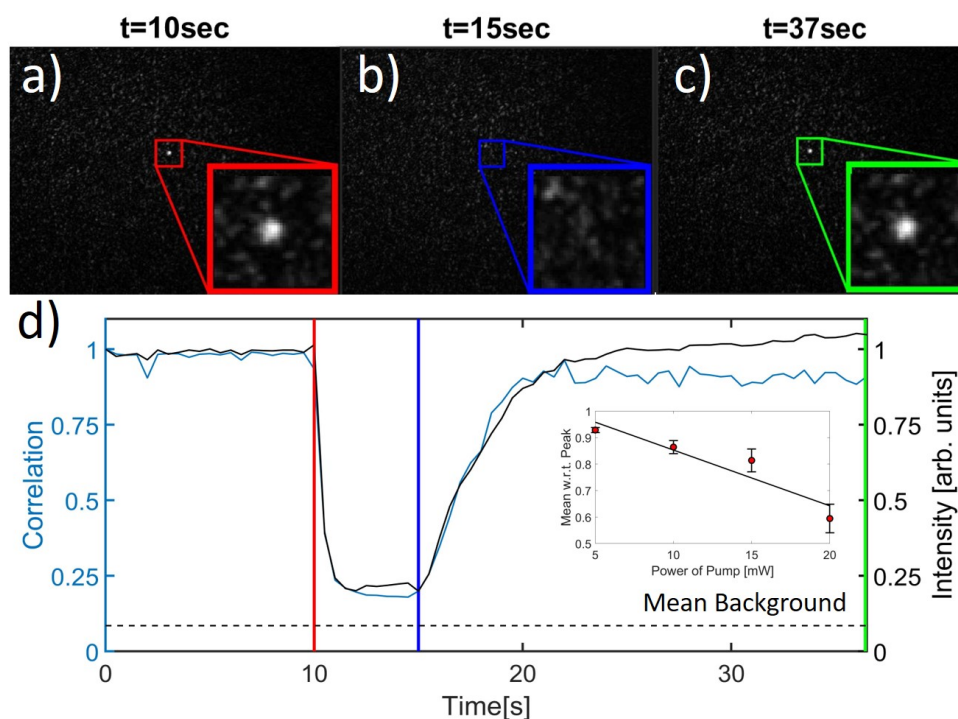 t=10sec t=15sec t=37sec
a) b) c)
d)
1 1
0.75 0.75
0.5 0.5
0.25 0.25
0 0
Correlation
Intensity [arb. units]
1
0.9
0.8
0.7
0.6
0.5
Mean w.r.t. Peak
5 10 15 20
Power of Pump [mW]
Mean Background
0 10 20 30
Time[s]